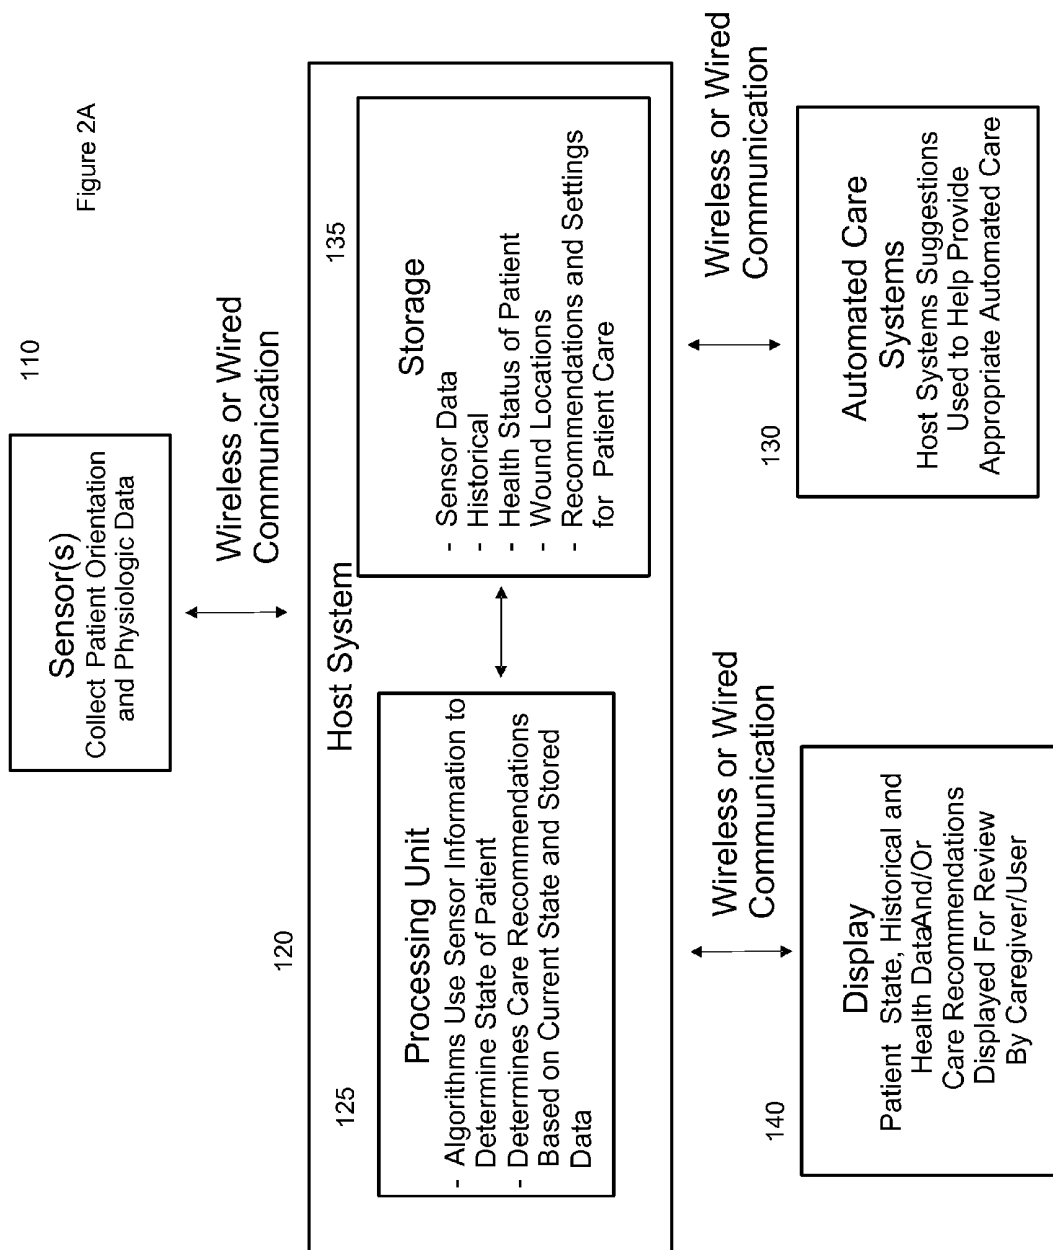 Figure 2A
110
Sensor(s)
Collect Patient Orientation
and Physiologic Data
Wireless or Wired
Communication
120
Host System
125
Processing Unit
- Algorithms Use Sensor Information to
Determine State of Patient
- Determines Care Recommendations
Based on Current State and Stored
Data
135
Storage
- Sensor Data
- Historical
- Health Status of Patient
- Wound Locations
- Recommendations and Settings
for Patient Care
Wireless or Wired
Communication
Wireless or Wired
Communication
140
Display
Patient State, Historical and
Health DataAnd/Or
Care Recommendations
Displayed For Review
By Caregiver/User
130
Automated Care
Systems
Host Systems Suggestions
Used to Help Provide
Appropriate Automated Care